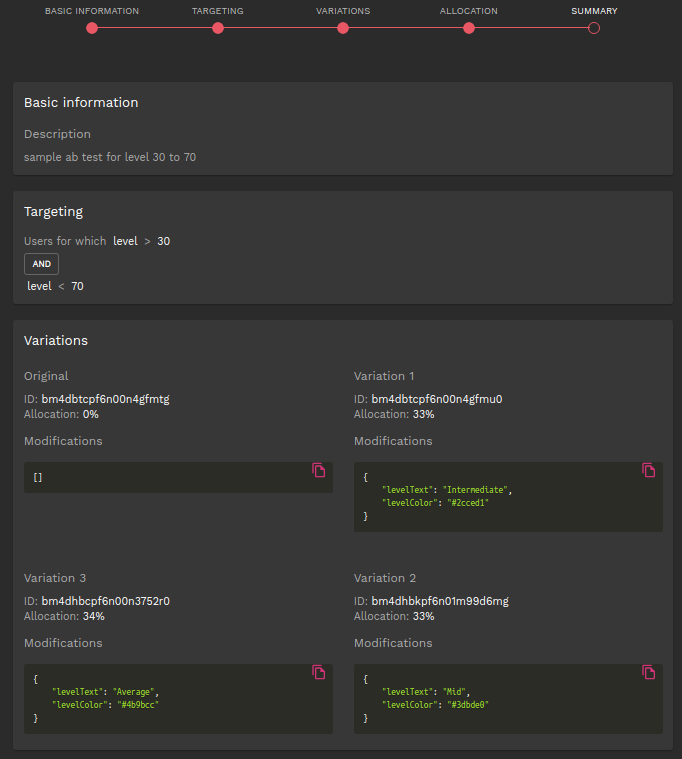 BASIC INFORMATION TARGETING VARIATIONS ALLOCATION SUMMARY
Basic information
Description
sample ab test for level 30 to 70
Targeting
Users for which level > 30
AND
level < 70
Variations
Original
ID: bm4dbtcpf6n00n4gfmtg
Allocation: 0%
Modifications
[]
Variation 1
ID: bm4dbtcpf6n00n4gfmu0
Allocation: 33%
Modifications
{
"levelText": "Intermediate",
"levelColor": "#2cced1"
}
Variation 3
ID: bm4dhbcpf6n00n3752r0
Allocation: 34%
Modifications
{
"levelText": "Average",
"levelColor": "#4b9bcc"
}
Variation 2
ID: bm4dhbkpf6n01m99d6mg
Allocation: 33%
Modifications
{
"levelText": "Mid",
"levelColor": "#3dbde0"
}